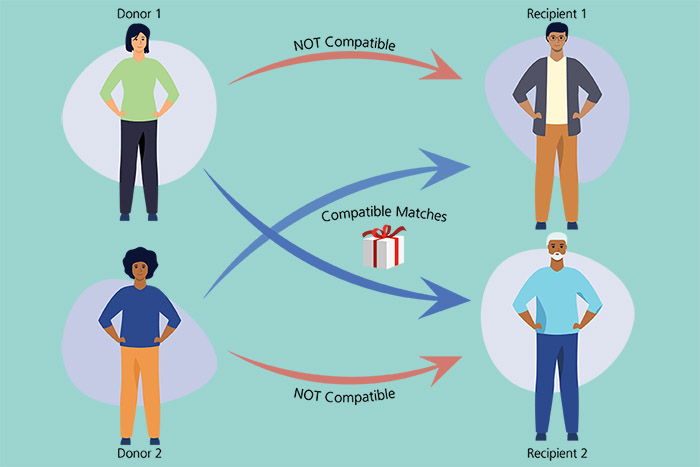 Donor 1
Recipient 1
NOT Compatible
Compatible Matches
NOT Compatible
Donor 2
Recipient 2